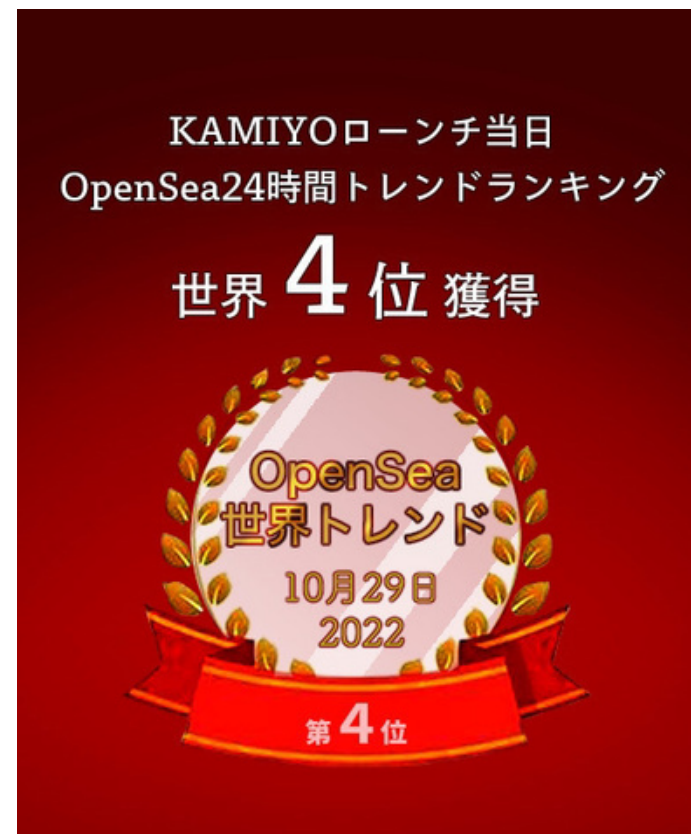 KAMIYOローンチ当日
OpenSea24時間トレンドランキング
世界 4 位 獲得
OpenSea
世界トレンド
10月29日
2022
第4位